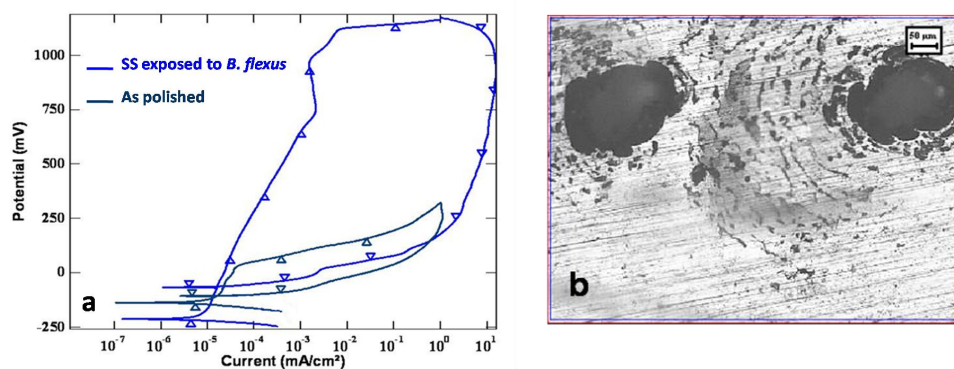 1000
750
500
250
0
-250
Potential (mV)
SS exposed to B. flexus
As polished
a
10⁻⁷ 10⁻⁶ 10⁻⁵ 10⁻⁴ 10⁻³ 10⁻² 10⁻¹ 10⁰ 10¹
Current (mA/cm²)
50 µm
b